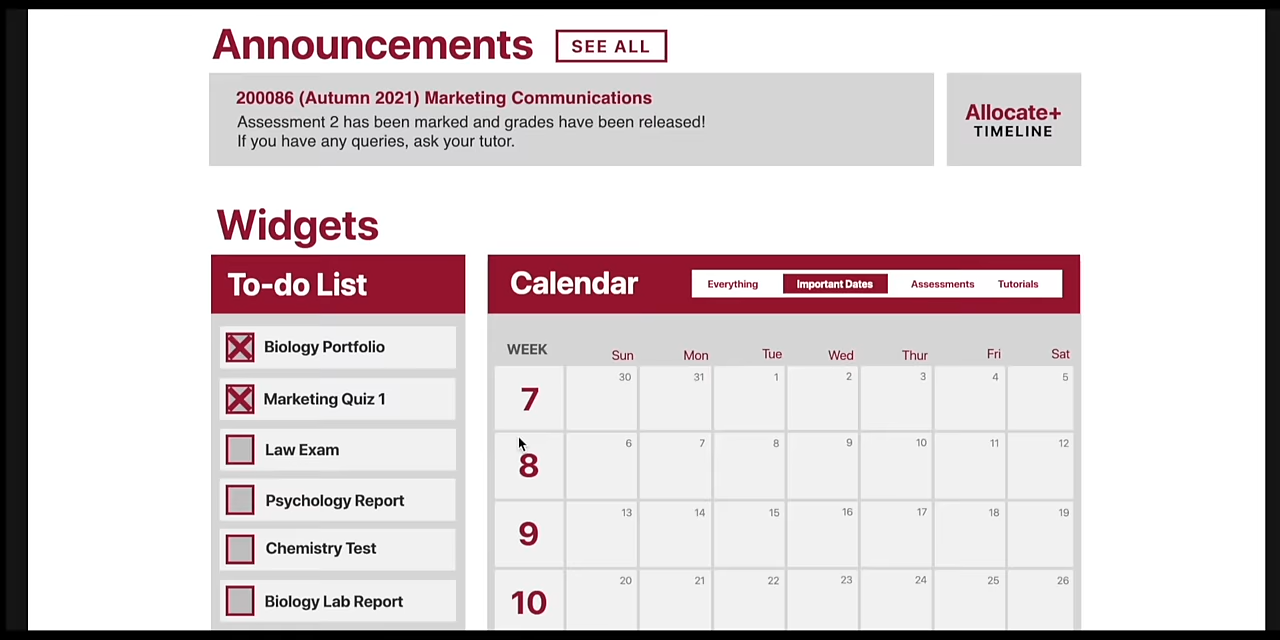 Announcements
SEE ALL
200086 (Autumn 2021) Marketing Communications
Assessment 2 has been marked and grades have been released!
If you have any queries, ask your tutor.
Allocate+
TIMELINE
Widgets
To-do List
Biology Portfolio
Marketing Quiz 1
Law Exam
Psychology Report
Chemistry Test
Biology Lab Report
Calendar
Everything Important Dates Assessments Tutorials
WEEK Sun Mon Tue Wed Thur Fri Sat
7 30 31 1 2 3 4 5
8 6 7 8 9 10 11 12
9 13 14 15 16 17 18 19
10 20 21 22 23 24 25 26